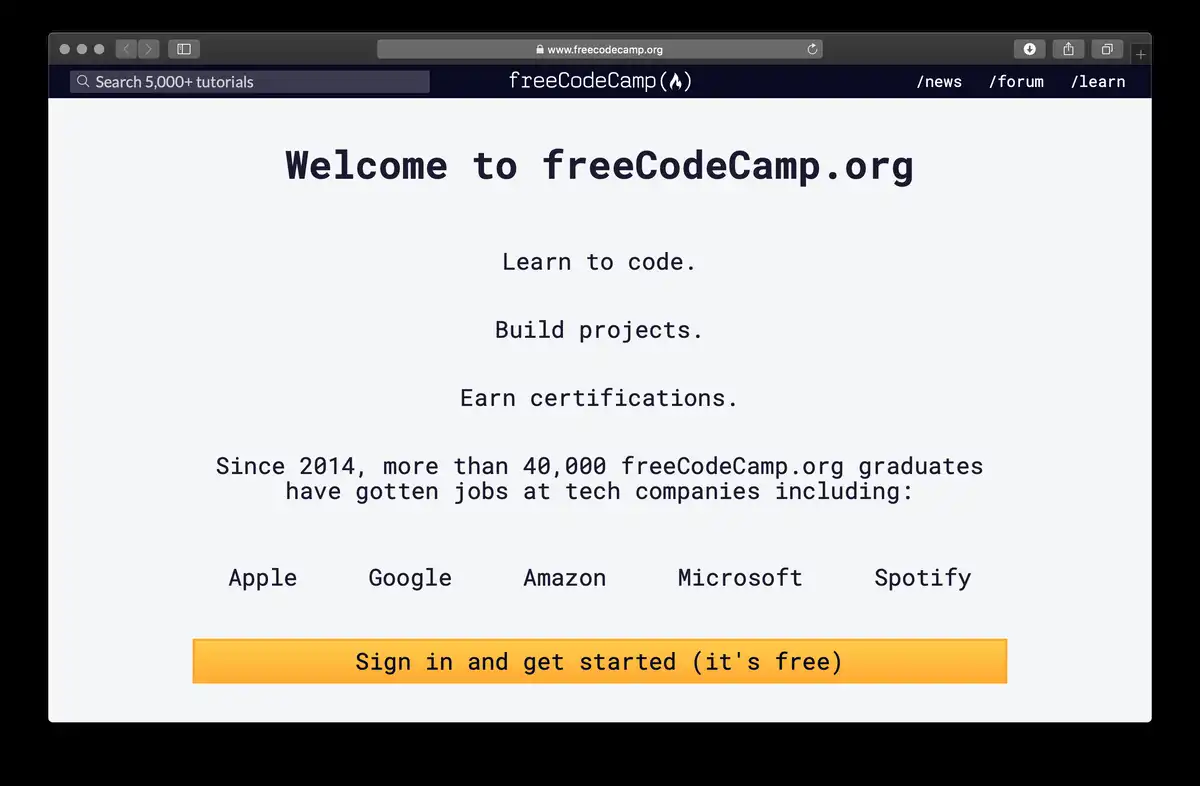 www.freecodecamp.org
Search 5,000+ tutorials
freeCodeCamp
/news
/forum
/learn
Welcome to freeCodeCamp.org
Learn to code.
Build projects.
Earn certifications.
Since 2014, more than 40,000 freeCodeCamp.org graduates
have gotten jobs at tech companies including:
Apple Google Amazon Microsoft Spotify
Sign in and get started (it's free)